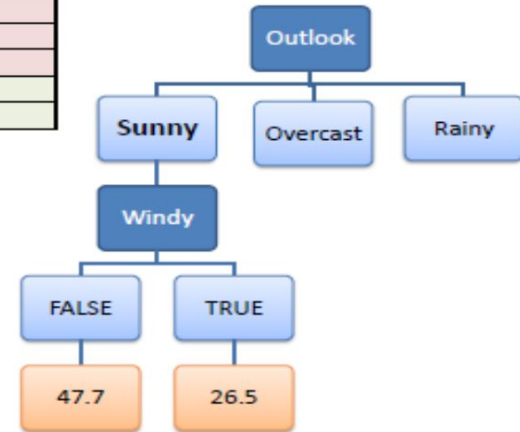 Outlook
Sunny Overcast Rainy
Windy
FALSE TRUE
47.7 26.5